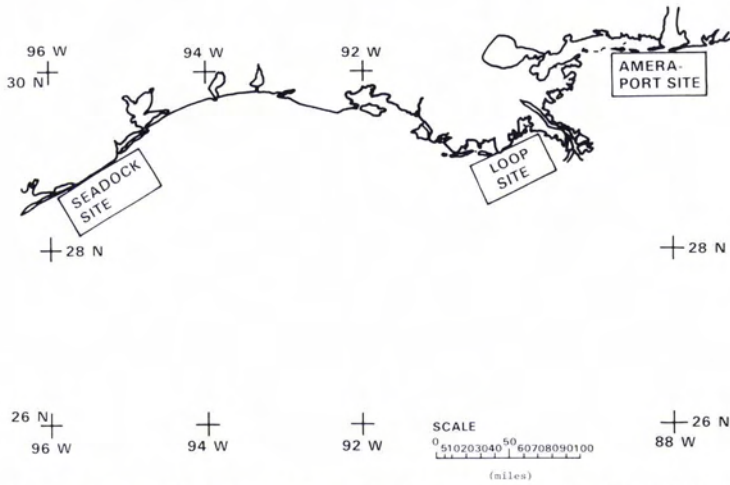 96 W
94 W
92 W
30 N
AMERA-
PORT SITE
SEADOCK
SITE
LOOP
SITE
28 N
28 N
26 N
96 W
94 W
92 W
SCALE
0 5 10 20 30 40 50 60 70 80 90 100
(miles)
26 N
88 W